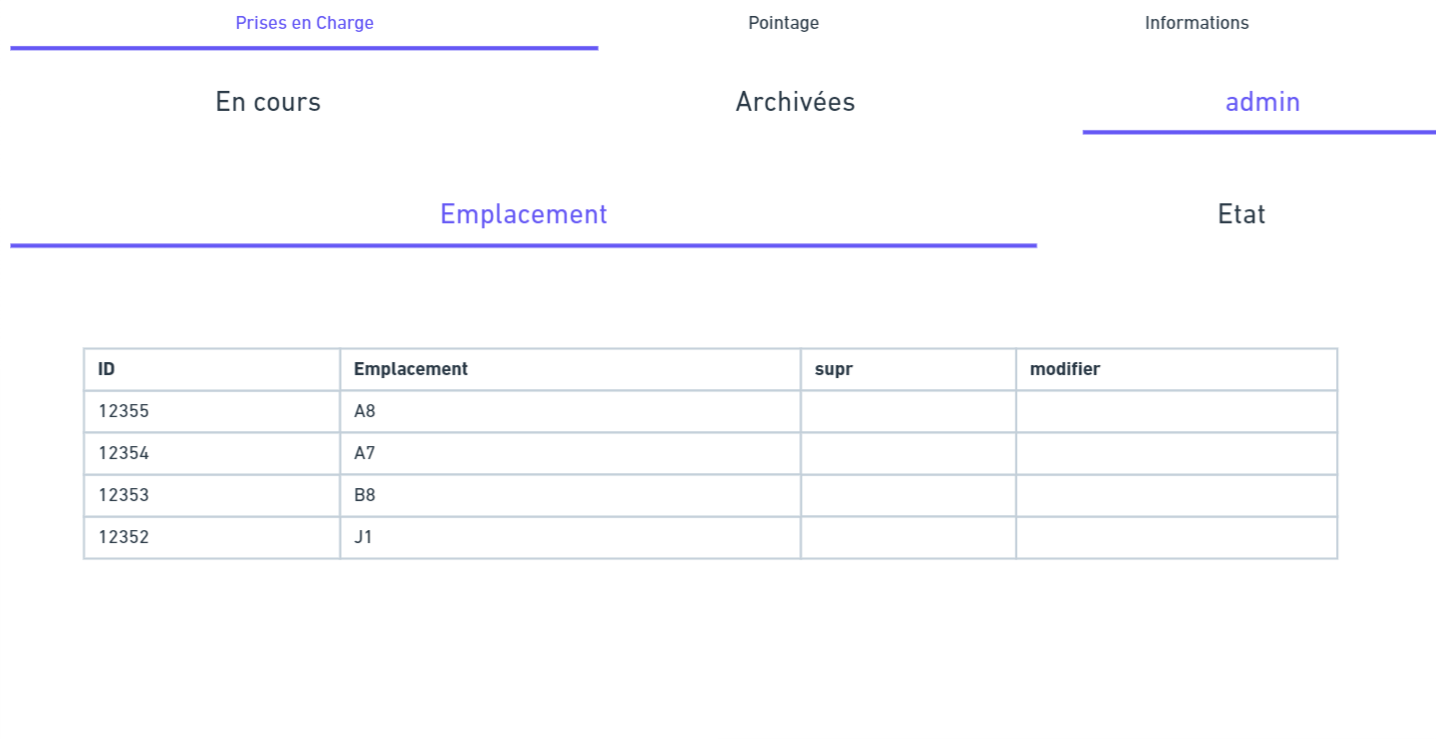 Prises en Charge Pointage Informations
En cours Archivées admin
Emplacement Etat
ID Emplacement supr modifier
12355 A8
12354 A7
12353 B8
12352 J1